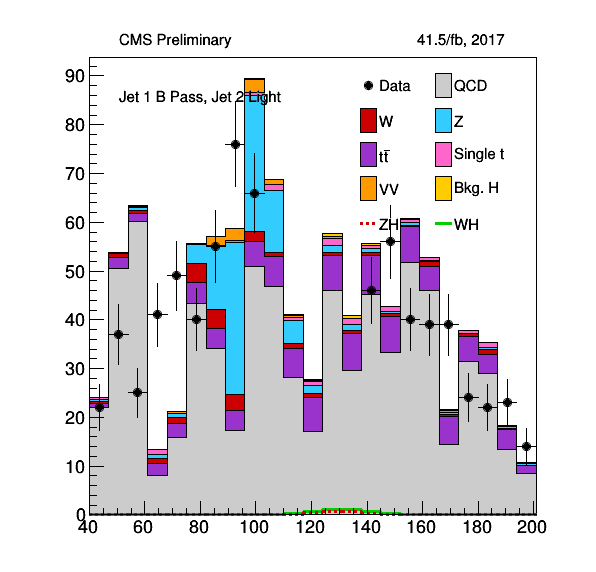 CMS Preliminary 41.5/fb, 2017
Jet 1 B Pass, Jet 2 Light
Data QCD
W Z
tt̄ Single t
VV Bkg. H
ZH WH
90
80
70
60
50
40
30
20
10
0
40 60 80 100 120 140 160 180 200